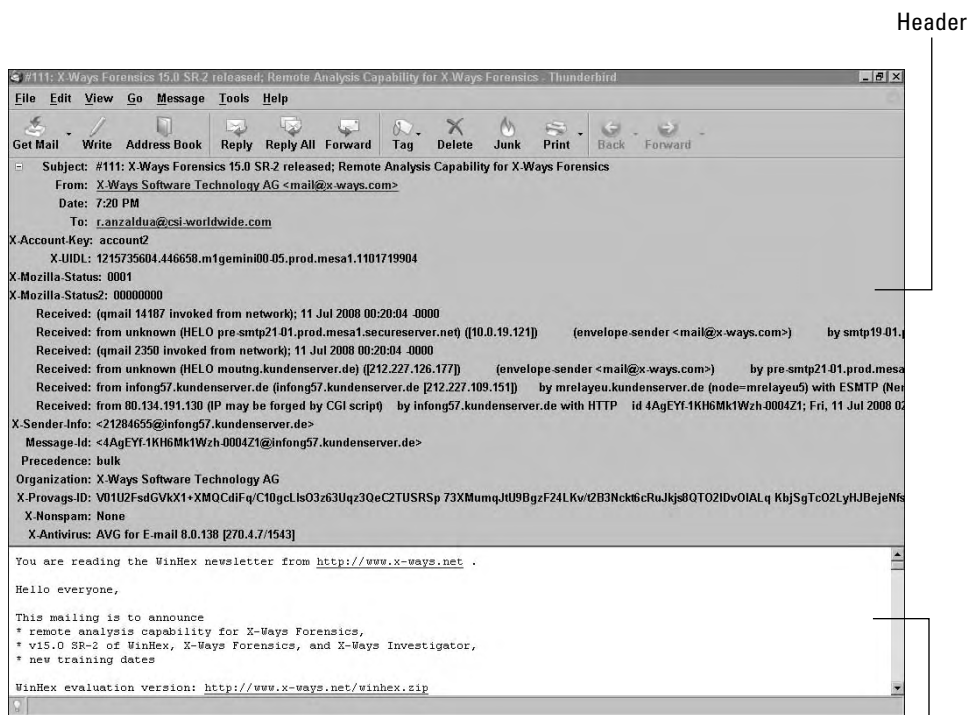 Header
#111: X-Ways Forensics 15.0 SR-2 released; Remote Analysis Capability for X-Ways Forensics - Thunderbird
File Edit View Go Message Tools Help
Get Mail Write Address Book Reply Reply All Forward Tag Delete Junk Print Back Forward
Subject: #111: X-Ways Forensics 15.0 SR-2 released; Remote Analysis Capability for X-Ways Forensics
From: X-Ways Software Technology AG <mail@x-ways.com>
Date: 7:20 PM
To: r.anzaldua@csi-worldwide.com
X-Account-Key: account2
X-UIDL: 1215735604.446658.m1gemini00-05.prod.mesa1.1101719904
X-Mozilla-Status: 0001
X-Mozilla-Status2: 00000000
Received: (qmail 14187 invoked from network); 11 Jul 2008 00:20:04 -0000
Received: from unknown (HELO pre-smtp21-01.prod.mesa1.secureserver.net) ([10.0.19.121]) (envelope-sender <mail@x-ways.com>) by smtp19-01.
Received: (qmail 2350 invoked from network); 11 Jul 2008 00:20:04 -0000
Received: from unknown (HELO moutng.kundenserver.de) ([212.227.126.177]) (envelope-sender <mail@x-ways.com>) by pre-smtp21-01.prod.mesa
Received: from infong57.kundenserver.de (infong57.kundenserver.de [212.227.109.151]) by mrelayeu.kundenserver.de (node=mrelayeu5) with ESMTP (Ner
Received: from 80.134.191.130 (IP may be forged by CGI script) by infong57.kundenserver.de with HTTP id 4AgEYf-1KH6Mk1Wzh-0004Z1; Fri, 11 Jul 2008 02
X-Sender-Info: <21284655@infong57.kundenserver.de>
Message-Id: <4AgEYf-1KH6Mk1Wzh-0004Z1@infong57.kundenserver.de>
Precedence: bulk
Organization: X-Ways Software Technology AG
X-Provags-ID:
X-Nonspam: None
X-Antivirus: AVG for E-mail 8.0.138 [270.4.7/1543]
You are reading the WinHex newsletter from http://www.x-ways.net .
Hello everyone,
This mailing is to announce
* remote analysis capability for X-Ways Forensics,
* v15.0 SR-2 of WinHex, X-Ways Forensics, and X-Ways Investigator,
* new training dates
WinHex evaluation version: http://www.x-ways.net/winhex.zip